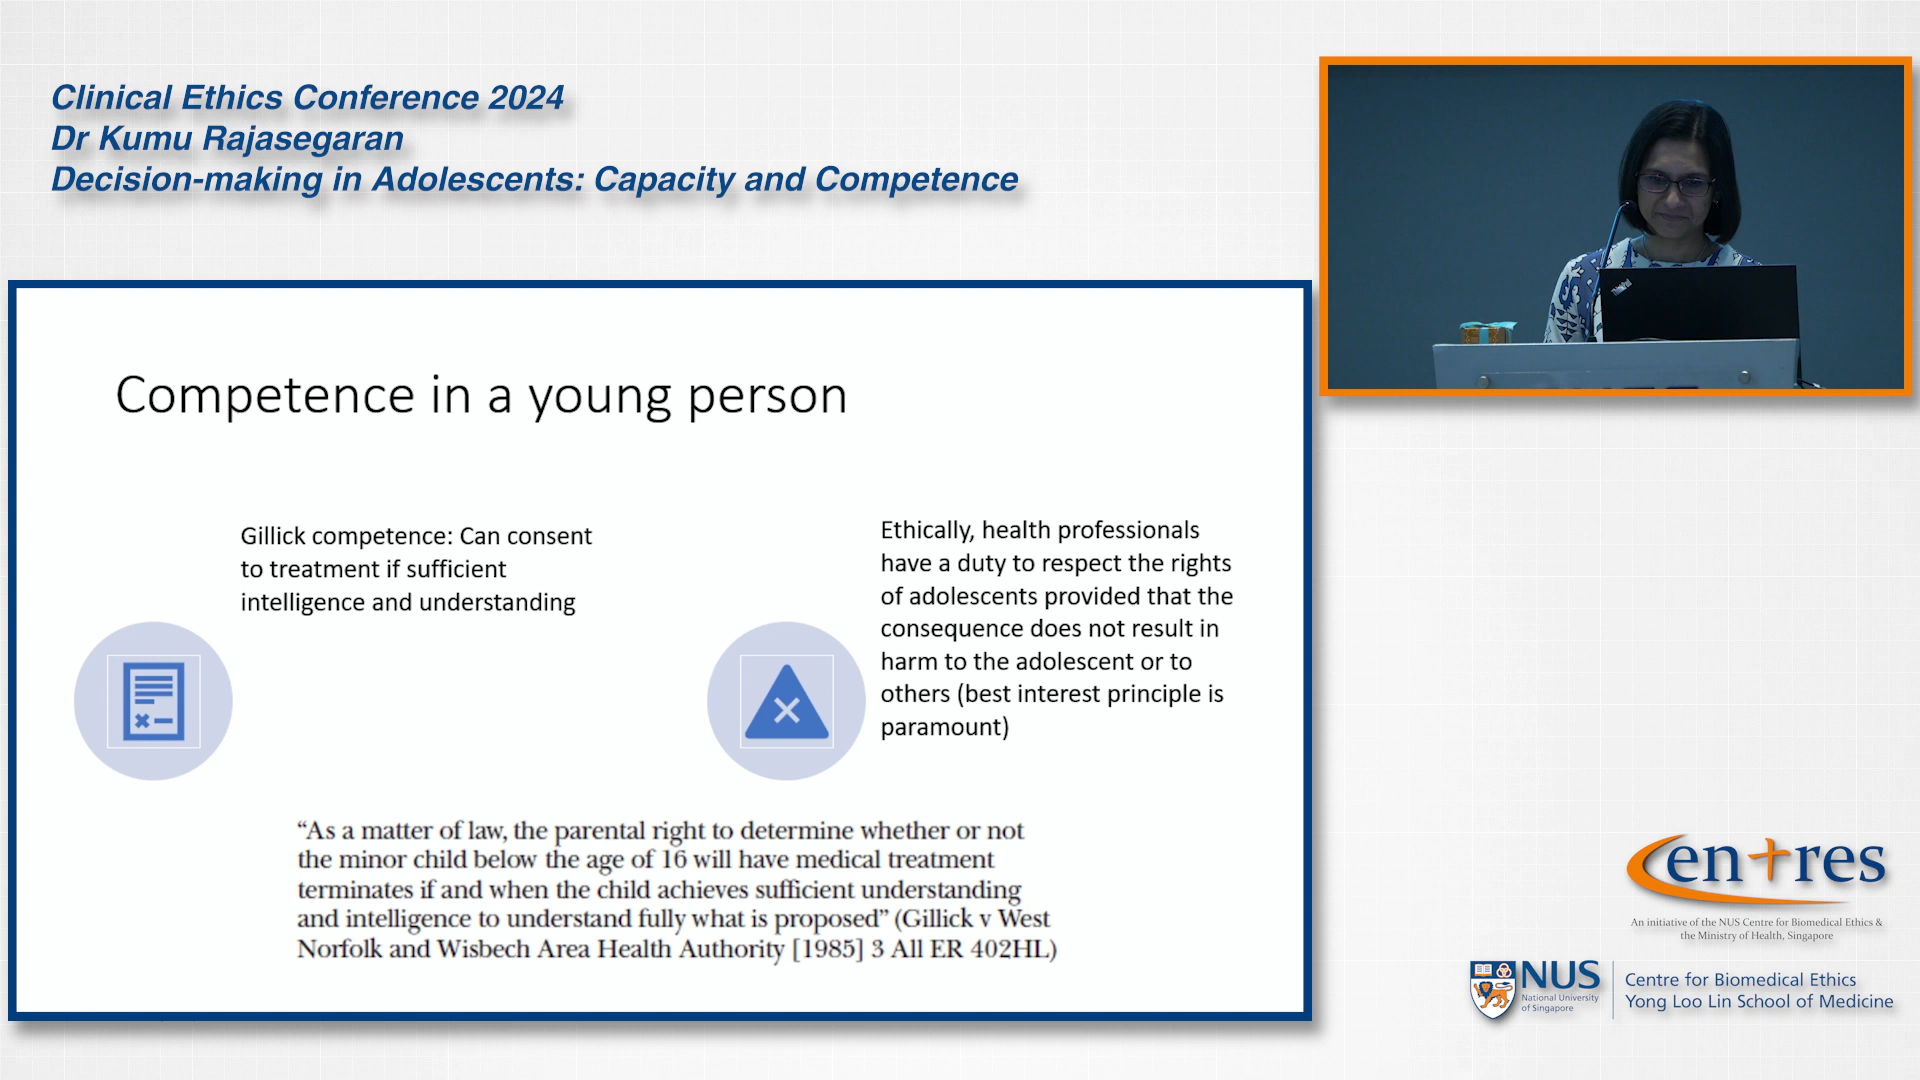 Clinical Ethics Conference 2024
Dr Kumu Rajasegaran
Decision-making in Adolescents: Capacity and Competence
Competence in a young person
Gillick competence: Can consent
to treatment if sufficient
intelligence and understanding
Ethically, health professionals
have a duty to respect the rights
of adolescents provided that the
consequence does not result in
harm to the adolescent or to
others (best interest principle is
paramount)
“As a matter of law, the parental right to determine whether or not
the minor child below the age of 16 will have medical treatment
terminates if and when the child achieves sufficient understanding
and intelligence to understand fully what is proposed” (Gillick v West
Norfolk and Wisbech Area Health Authority [1985] 3 All ER 402HL)
ThinkPad
Centres
An initiative of the NUS Centre for Biomedical Ethics &
the Ministry of Health, Singapore
NUS
National University
of Singapore
Centre for Biomedical Ethics
Yong Loo Lin School of Medicine